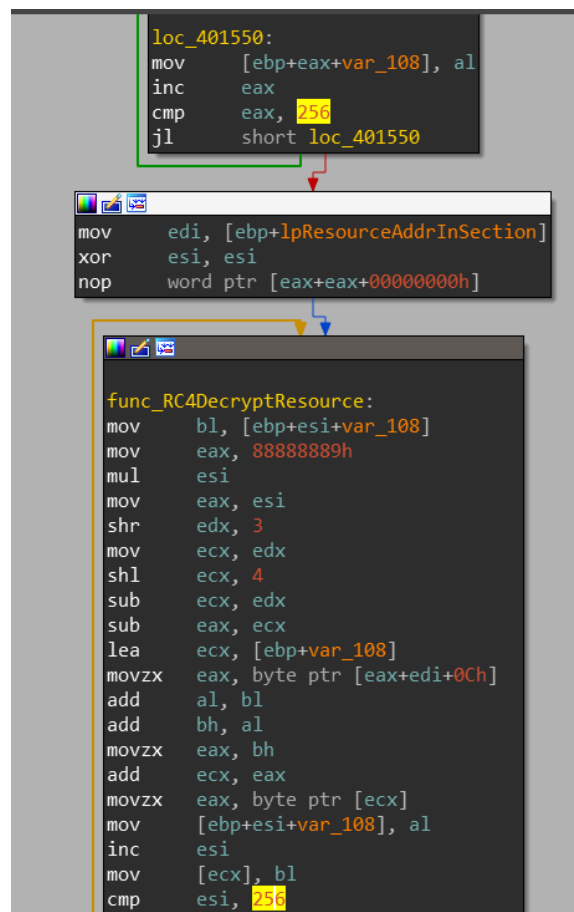 loc_401550:
mov [ebp+eax+var_108], al
inc eax
cmp eax, 256
jl short loc_401550
mov edi, [ebp+lpResourceAddrInSection]
xor esi, esi
nop word ptr [eax+eax+00000000h]
func_RC4DecryptResource:
mov bl, [ebp+esi+var_108]
mov eax, 88888889h
mul esi
mov eax, esi
shr edx, 3
mov ecx, edx
shl ecx, 4
sub ecx, edx
sub eax, ecx
lea ecx, [ebp+var_108]
movzx eax, byte ptr [eax+edi+0Ch]
add al, bl
add bh, al
movzx eax, bh
add ecx, eax
movzx eax, byte ptr [ecx]
mov [ebp+esi+var_108], al
inc esi
mov [ecx], bl
cmp esi, 256